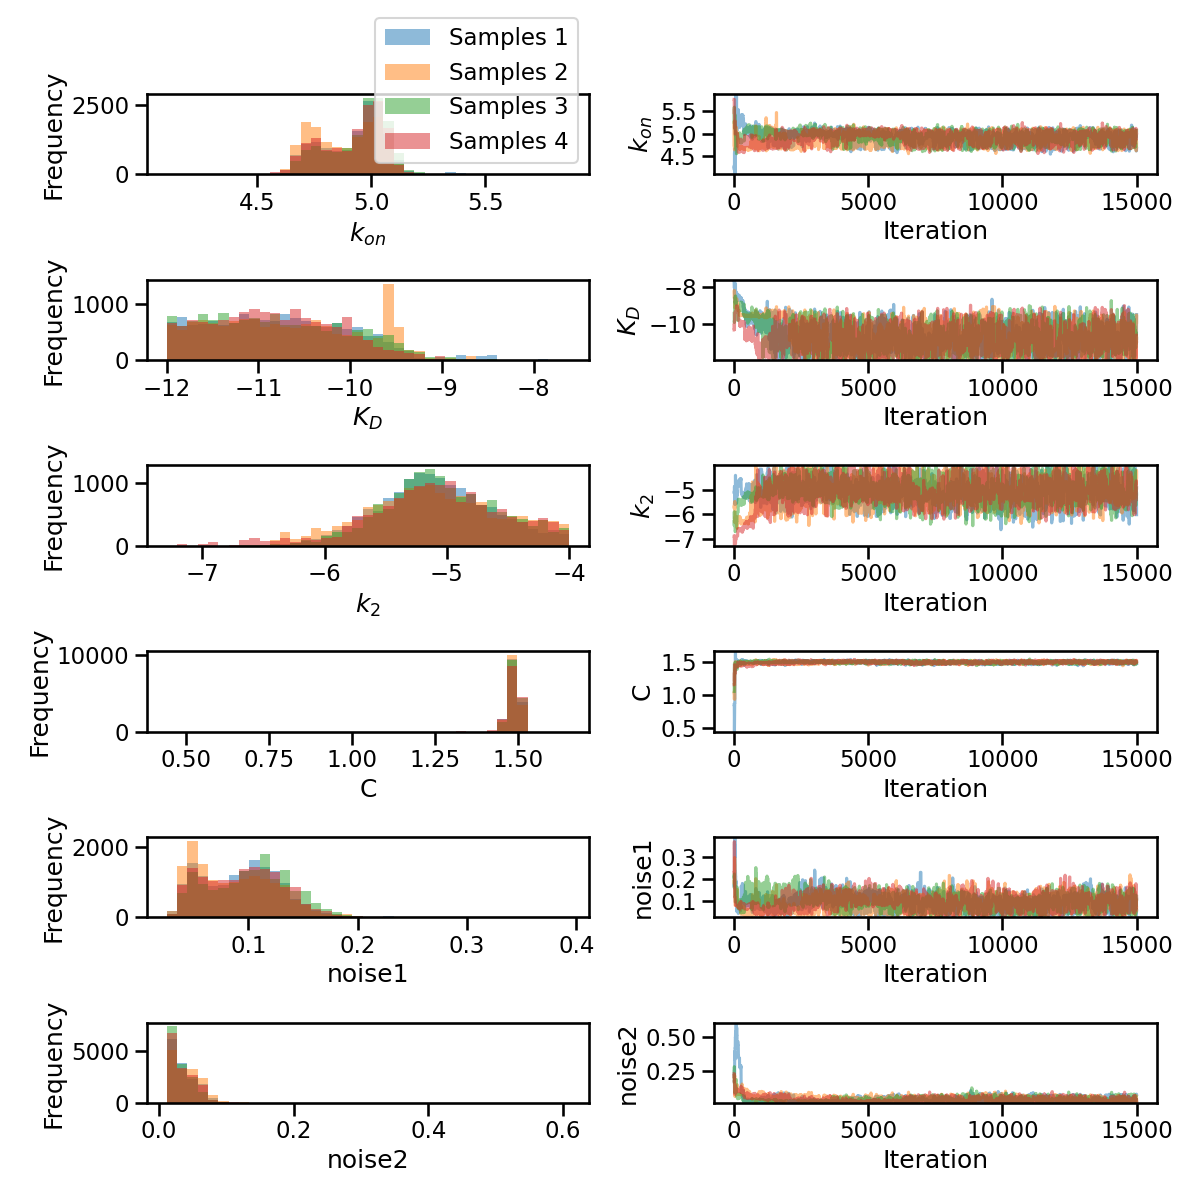 Samples 1
Samples 2
Samples 3
Samples 4
Frequency
2500
0
4.5 5.0 5.5
k_on
k_on
5.5
5.0
4.5
0 5000 10000 15000
Iteration
Frequency
1000
0
−12 −11 −10 −9 −8
K_D
K_D
−8
−10
0 5000 10000 15000
Iteration
Frequency
1000
0
−7 −6 −5 −4
k_2
k_2
−5
−6
−7
0 5000 10000 15000
Iteration
Frequency
10000
0
0.50 0.75 1.00 1.25 1.50
C
C
1.5
1.0
0.5
0 5000 10000 15000
Iteration
Frequency
2000
0
0.1 0.2 0.3 0.4
noise1
noise1
0.3
0.2
0.1
0 5000 10000 15000
Iteration
Frequency
5000
0
0.0 0.2 0.4 0.6
noise2
noise2
0.50
0.25
0 5000 10000 15000
Iteration